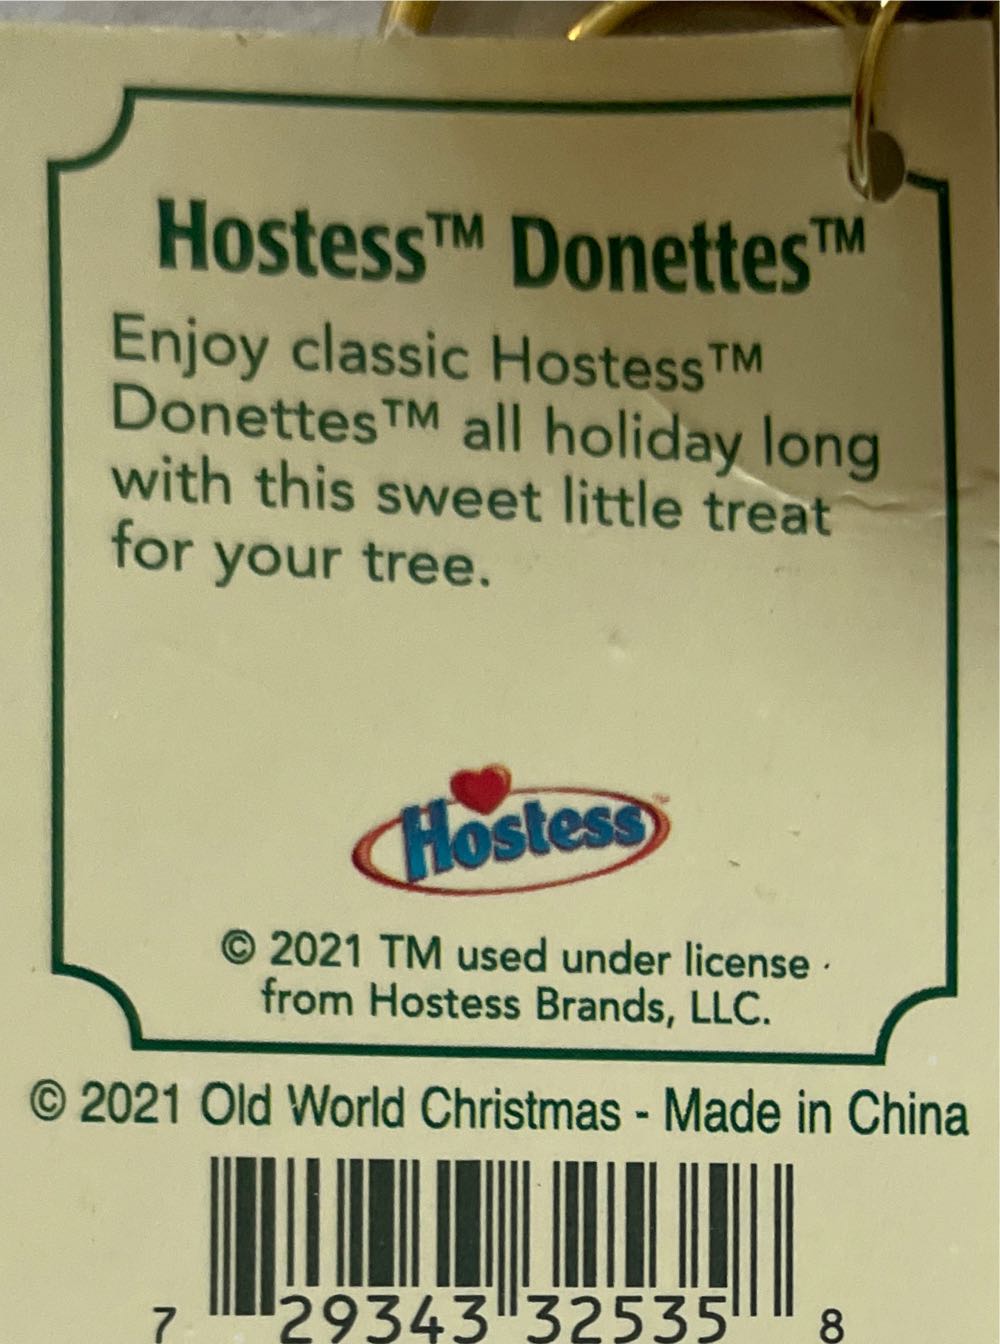 Hostess™ Donettes™
Enjoy classic Hostess™
Donettes™ all holiday long
with this sweet little treat
for your tree.
Hostess™
© 2021 TM used under license
from Hostess Brands, LLC.
© 2021 Old World Christmas - Made in China
7 29343 32535 8